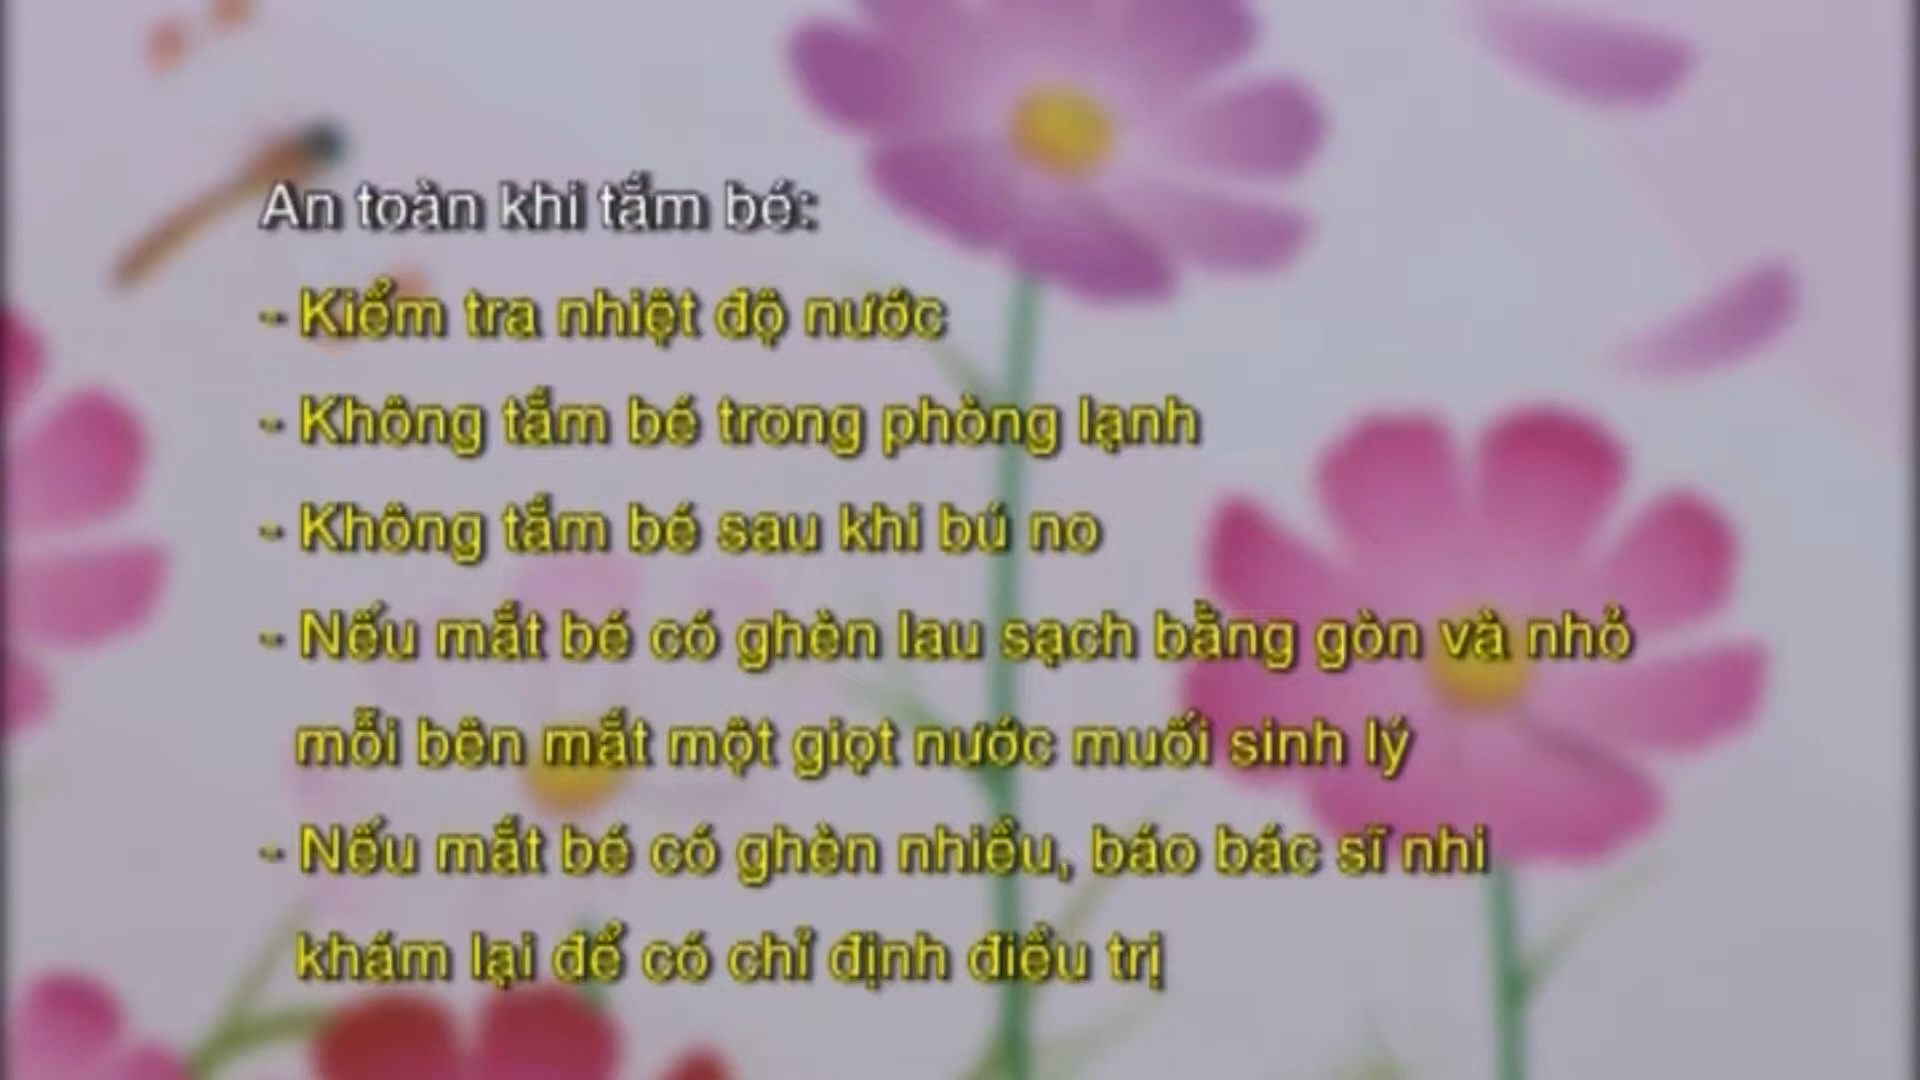 An toàn khi tắm bé:
- Kiểm tra nhiệt độ nước
- Không tắm bé trong phòng lạnh
- Không tắm bé sau khi bú no
- Nếu mắt bé có ghèn lau sạch bằng gòn và nhỏ
mỗi bên mắt một giọt nước muối sinh lý
- Nếu mắt bé có ghèn nhiều, báo bác sĩ nhi
khám lại để có chỉ định điều trị